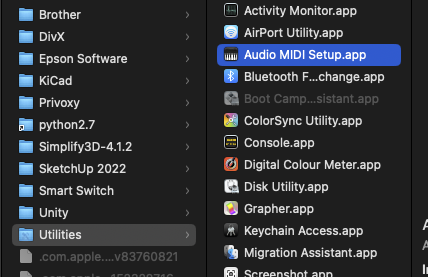 Brother
DivX
Epson Software
KiCad
Privoxy
python2.7
Simplify3D-4.1.2
SketchUp 2022
Smart Switch
Unity
Utilities
.com.apple....v83760821
Activity Monitor.app
AirPort Utility.app
Audio MIDI Setup.app
Bluetooth F...change.app
Boot Camp...sistant.app
ColorSync Utility.app
Console.app
Digital Colour Meter.app
Disk Utility.app
Grapher.app
Keychain Access.app
Migration Assistant.app
Screenshot.app